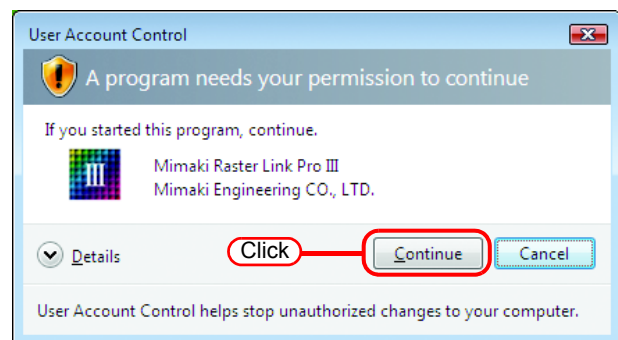 User Account Control
A program needs your permission to continue
If you started this program, continue.
III
Mimaki Raster Link Pro III
Mimaki Engineering CO., LTD.
Details Click Continue Cancel
User Account Control helps stop unauthorized changes to your computer.